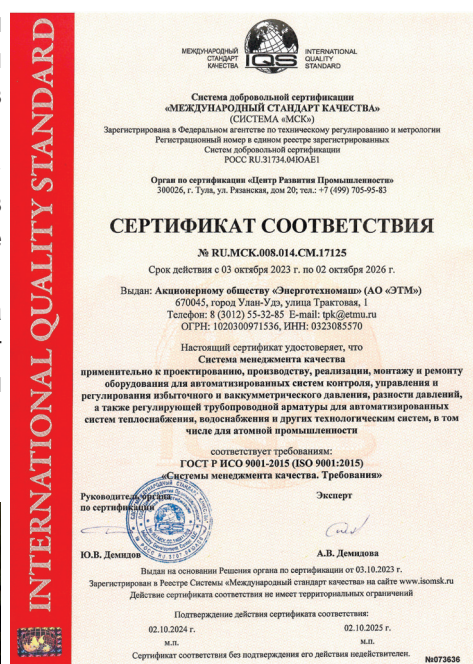 INTERNATIONAL QUALITY STANDARD
МЕЖДУНАРОДНЫЙ
СТАНДАРТ
КАЧЕСТВА
IQS
INTERNATIONAL
QUALITY
STANDARD
Система добровольной сертификации
«МЕЖДУНАРОДНЫЙ СТАНДАРТ КАЧЕСТВА»
(СИСТЕМА «МСК»)
Зарегистрирована в Федеральном агентстве по техническому регулированию и метрологии
Регистрационный номер в едином реестре зарегистрированных
Систем добровольной сертификации
РОСС RU.31734.04ЮАЕ1
Орган по сертификации «Центр Развития Промышленности»
300026, г. Тула, ул. Рязанская, дом 20; тел.: +7 (499) 705-95-83
СЕРТИФИКАТ СООТВЕТСТВИЯ
№ RU.МСК.008.014.СМ.17125
Срок действия с 03 октября 2023 г. по 02 октября 2026 г.
Выдан: Акционерному обществу «Энерготехномаш» (АО «ЭТМ»)
670045, город Улан-Удэ, улица Трактовая, 1
Телефон: 8 (3012) 55-32-85 E-mail: tpk@etmu.ru
ОГРН: 1020300971536, ИНН: 0323085570
Настоящий сертификат удостоверяет, что
Система менеджмента качества
применительно к проектированию, производству, реализации, монтажу и ремонту
оборудования для автоматизированных систем контроля, управления и
регулирования избыточного и ваккумметрического давления, разности давлений,
а также регулирующей трубопроводной арматуры для автоматизированных
систем теплоснабжения, водоснабжения и других технологическим систем, в том
числе для атомной промышленности
соответствует требованиям:
ГОСТ Р ИСО 9001-2015 (ISO 9001:2015)
«Системы менеджмента качества. Требования»
Руководитель органа
по сертификации
Эксперт
Ю.В. Демидов
А.В. Демидова
Выдан на основании Решения органа по сертификации от 03.10.2023 г.
Зарегистрирован в Реестре Системы «Международный стандарт качества» на сайте www.isomsk.ru
Действие сертификата соответствия не имеет территориальных ограничений
Подтверждение действия сертификата соответствия:
02.10.2024 г.
02.10.2025 г.
м.п.
м.п.
Сертификат соответствия без подтверждения его действия недействителен.
№073636